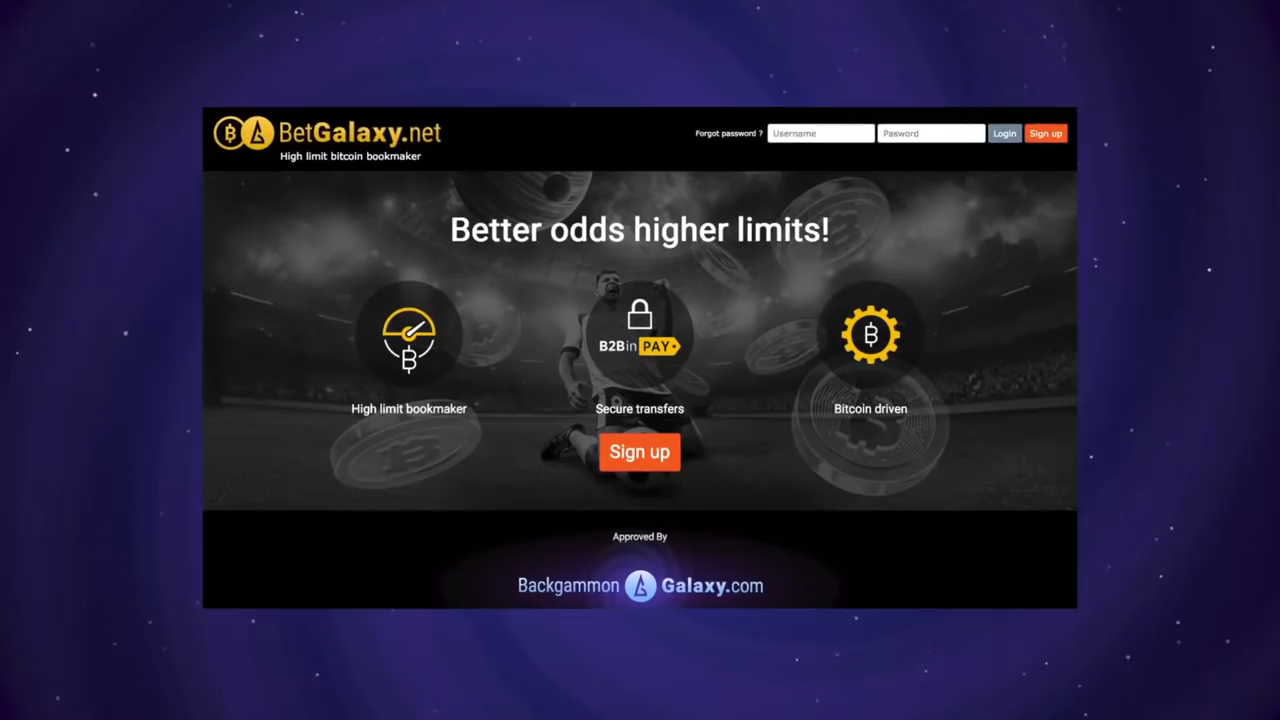 BetGalaxy.net
High limit bitcoin bookmaker
Forgot password ?
Username
Pasword
Login
Sign up
Better odds higher limits!
B2BinPAY
High limit bookmaker
Secure transfers
Bitcoin driven
Sign up
Approved By
Backgammon Galaxy.com